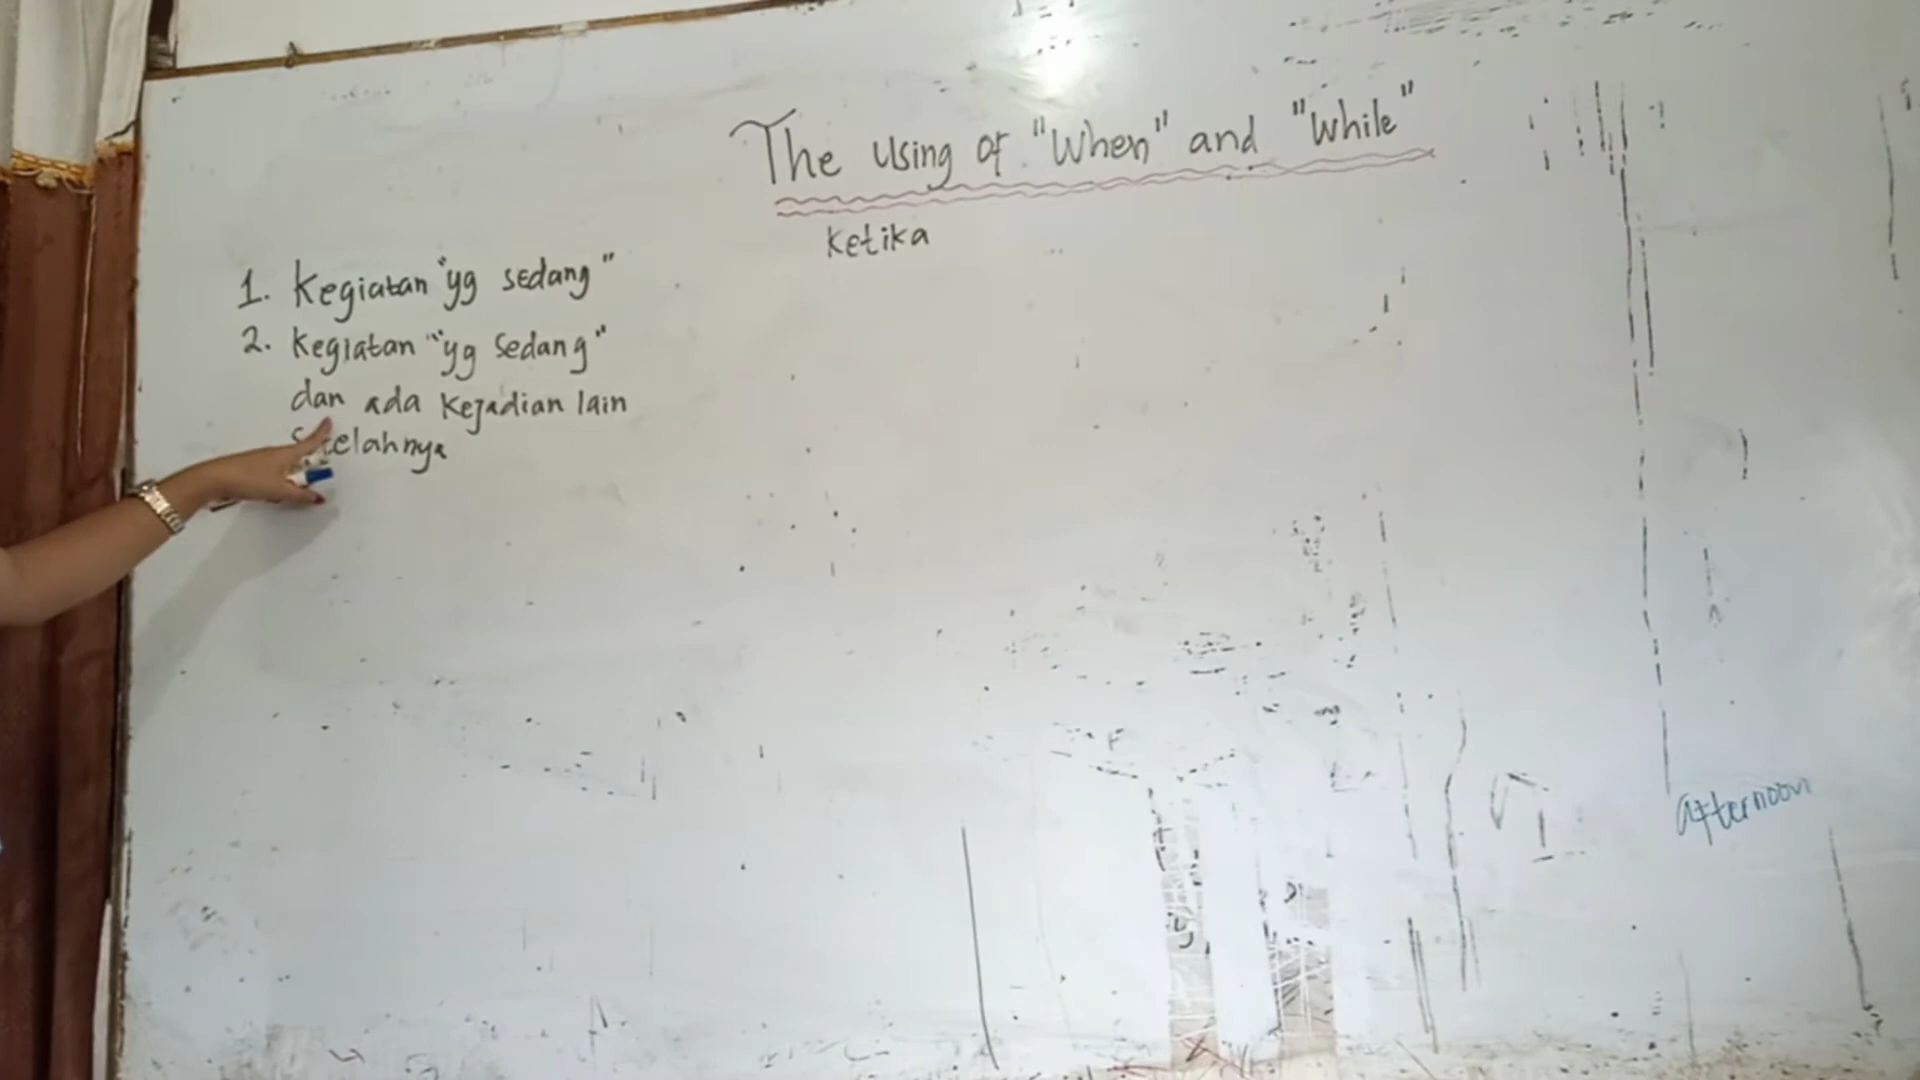 The Using of "When" and "While"
Ketika
1. Kegiatan "yg sedang"
2. Kegiatan "yg sedang"
dan ada kejadian lain
setelahnya
afternoon